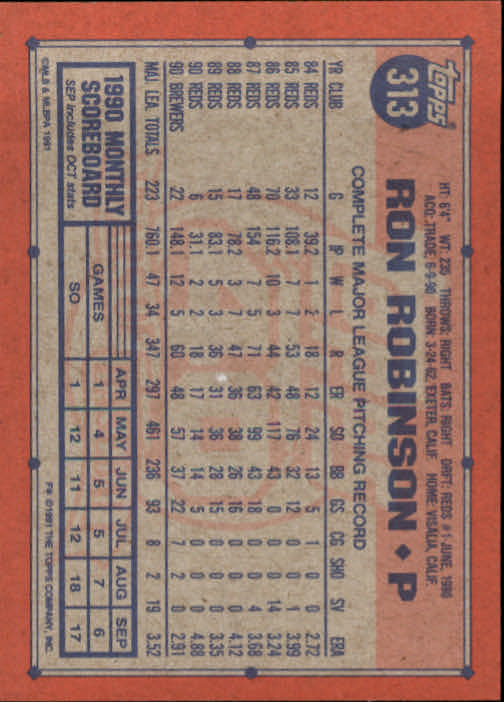 TOPPS
313
RON ROBINSON ♦ P
HT: 6'4" WT: 235 THROWS: RIGHT BATS: RIGHT DRFT: REDS #1-JUNE, 1980
ACQ: TRADE, 6-9-90 BORN: 3-24-62, EXETER, CALIF. HOME: VISALIA, CALIF.
COMPLETE MAJOR LEAGUE PITCHING RECORD
YR CLUB G IP W L R ER SO BB GS CG SHO SV ERA
84 REDS 12 39.2 1 2 18 12 24 13 5 1 0 0 2.72
85 REDS 33 108.1 7 7 53 48 76 32 12 0 0 1 3.99
86 REDS 70 116.2 10 3 44 42 117 43 0 0 0 14 3.24
87 REDS 48 154 7 5 71 63 99 43 18 0 0 4 3.68
88 REDS 17 78.2 3 7 47 36 38 26 16 0 0 0 4.12
89 REDS 15 83.1 5 3 36 31 36 28 15 0 0 0 3.35
90 REDS 6 31.1 2 2 18 17 14 14 5 0 0 0 4.88
90 BREWERS 22 148.1 12 5 60 48 57 37 22 7 2 0 2.91
MAJ. LEA. TOTALS 223 760.1 47 34 347 297 461 236 93 8 2 19 3.52
1990 MONTHLY
SCOREBOARD
SEP includes OCT stats
APR MAY JUN JUL AUG SEP
GAMES 1 4 5 5 7 6
SO 1 12 11 12 18 17
©MLB & MLBPA 1991
F# ©1991 THE TOPPS COMPANY, INC.